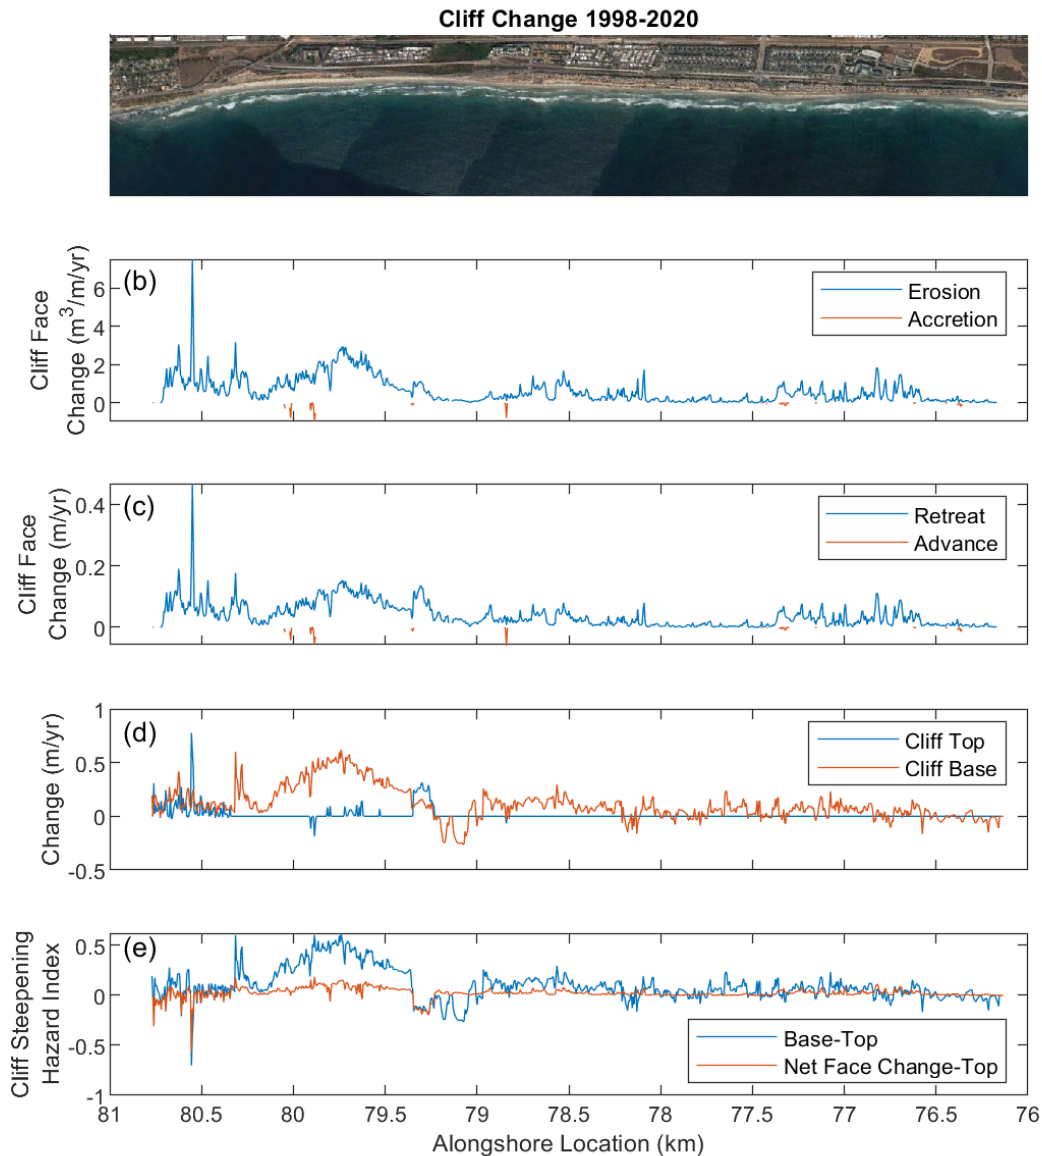 Cliff Change 1998-2020
(b)
Cliff Face
Change (m³/m/yr)
6
4
2
0
Erosion
Accretion
(c)
Cliff Face
Change (m/yr)
0.4
0.2
0
Retreat
Advance
(d)
Change (m/yr)
1
0.5
0
-0.5
Cliff Top
Cliff Base
(e)
Cliff Steepening
Hazard Index
0.5
0
-0.5
-1
Base-Top
Net Face Change-Top
81 80.5 80 79.5 79 78.5 78 77.5 77 76.5 76
Alongshore Location (km)